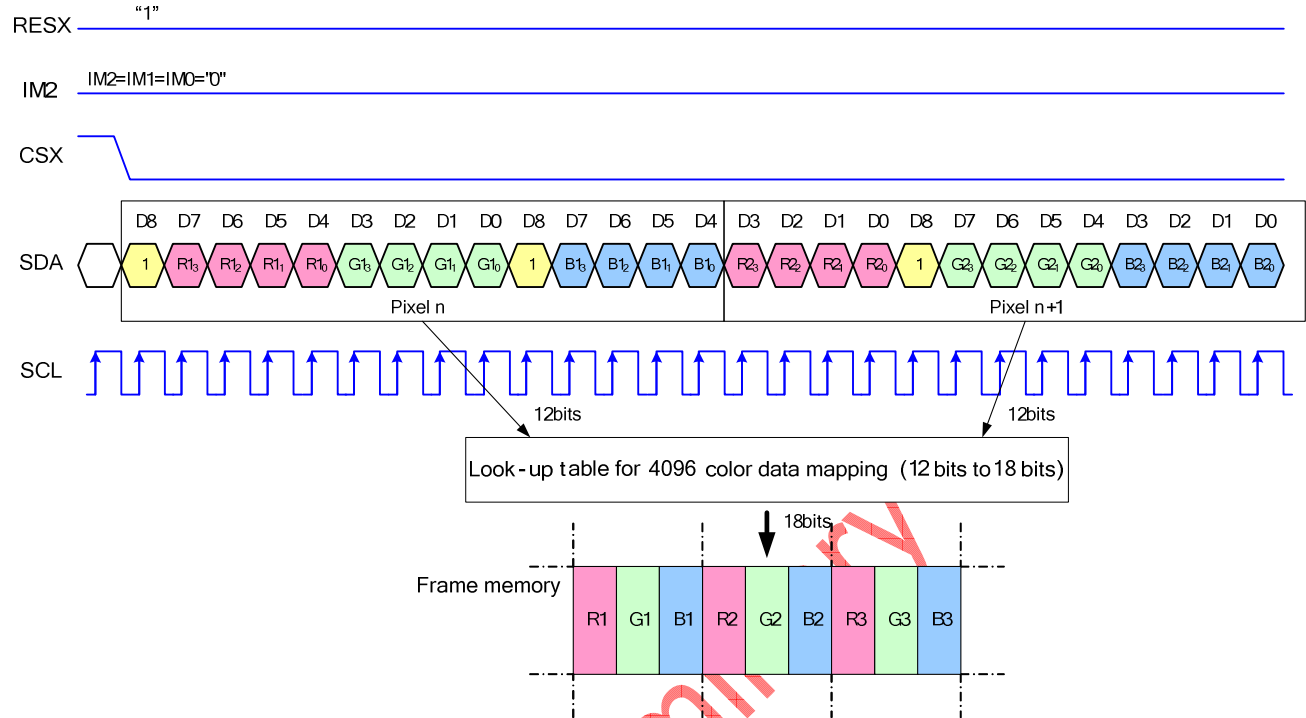 RESX "1"
IM2 IM2=IM1=IM0="0"
CSX
D8 D7 D6 D5 D4 D3 D2 D1 D0 D8 D7 D6 D5 D4 D3 D2 D1 D0 D8 D7 D6 D5 D4 D3 D2 D1 D0
SDA 1 R1₃ R1₂ R1₁ R1₀ G1₃ G1₂ G1₁ G1₀ 1 B1₃ B1₂ B1₁ B1₀ R2₃ R2₂ R2₁ R2₀ 1 G2₃ G2₂ G2₁ G2₀ B2₃ B2₂ B2₁ B2₀
Pixel n Pixel n+1
SCL
12bits 12bits
Look-up table for 4096 color data mapping (12 bits to 18 bits)
18bits
Frame memory
R1 G1 B1 R2 G2 B2 R3 G3 B3